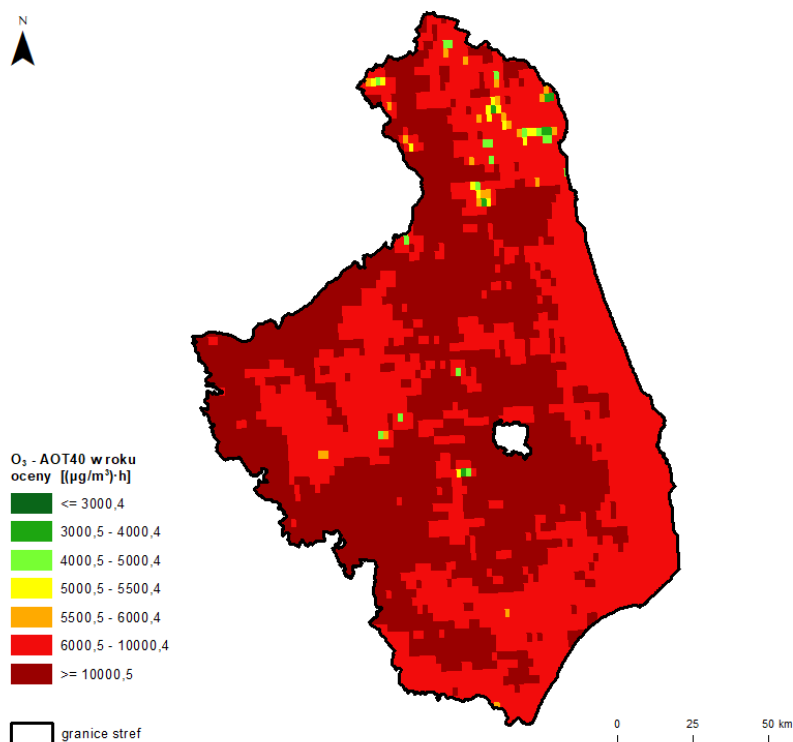 N
O₃ - AOT40 w roku
oceny [(µg/m³)·h]
<= 3000,4
3000,5 - 4000,4
4000,5 - 5000,4
5000,5 - 5500,4
5500,5 - 6000,4
6000,5 - 10000,4
>= 10000,5
granice stref
0 25 50 km